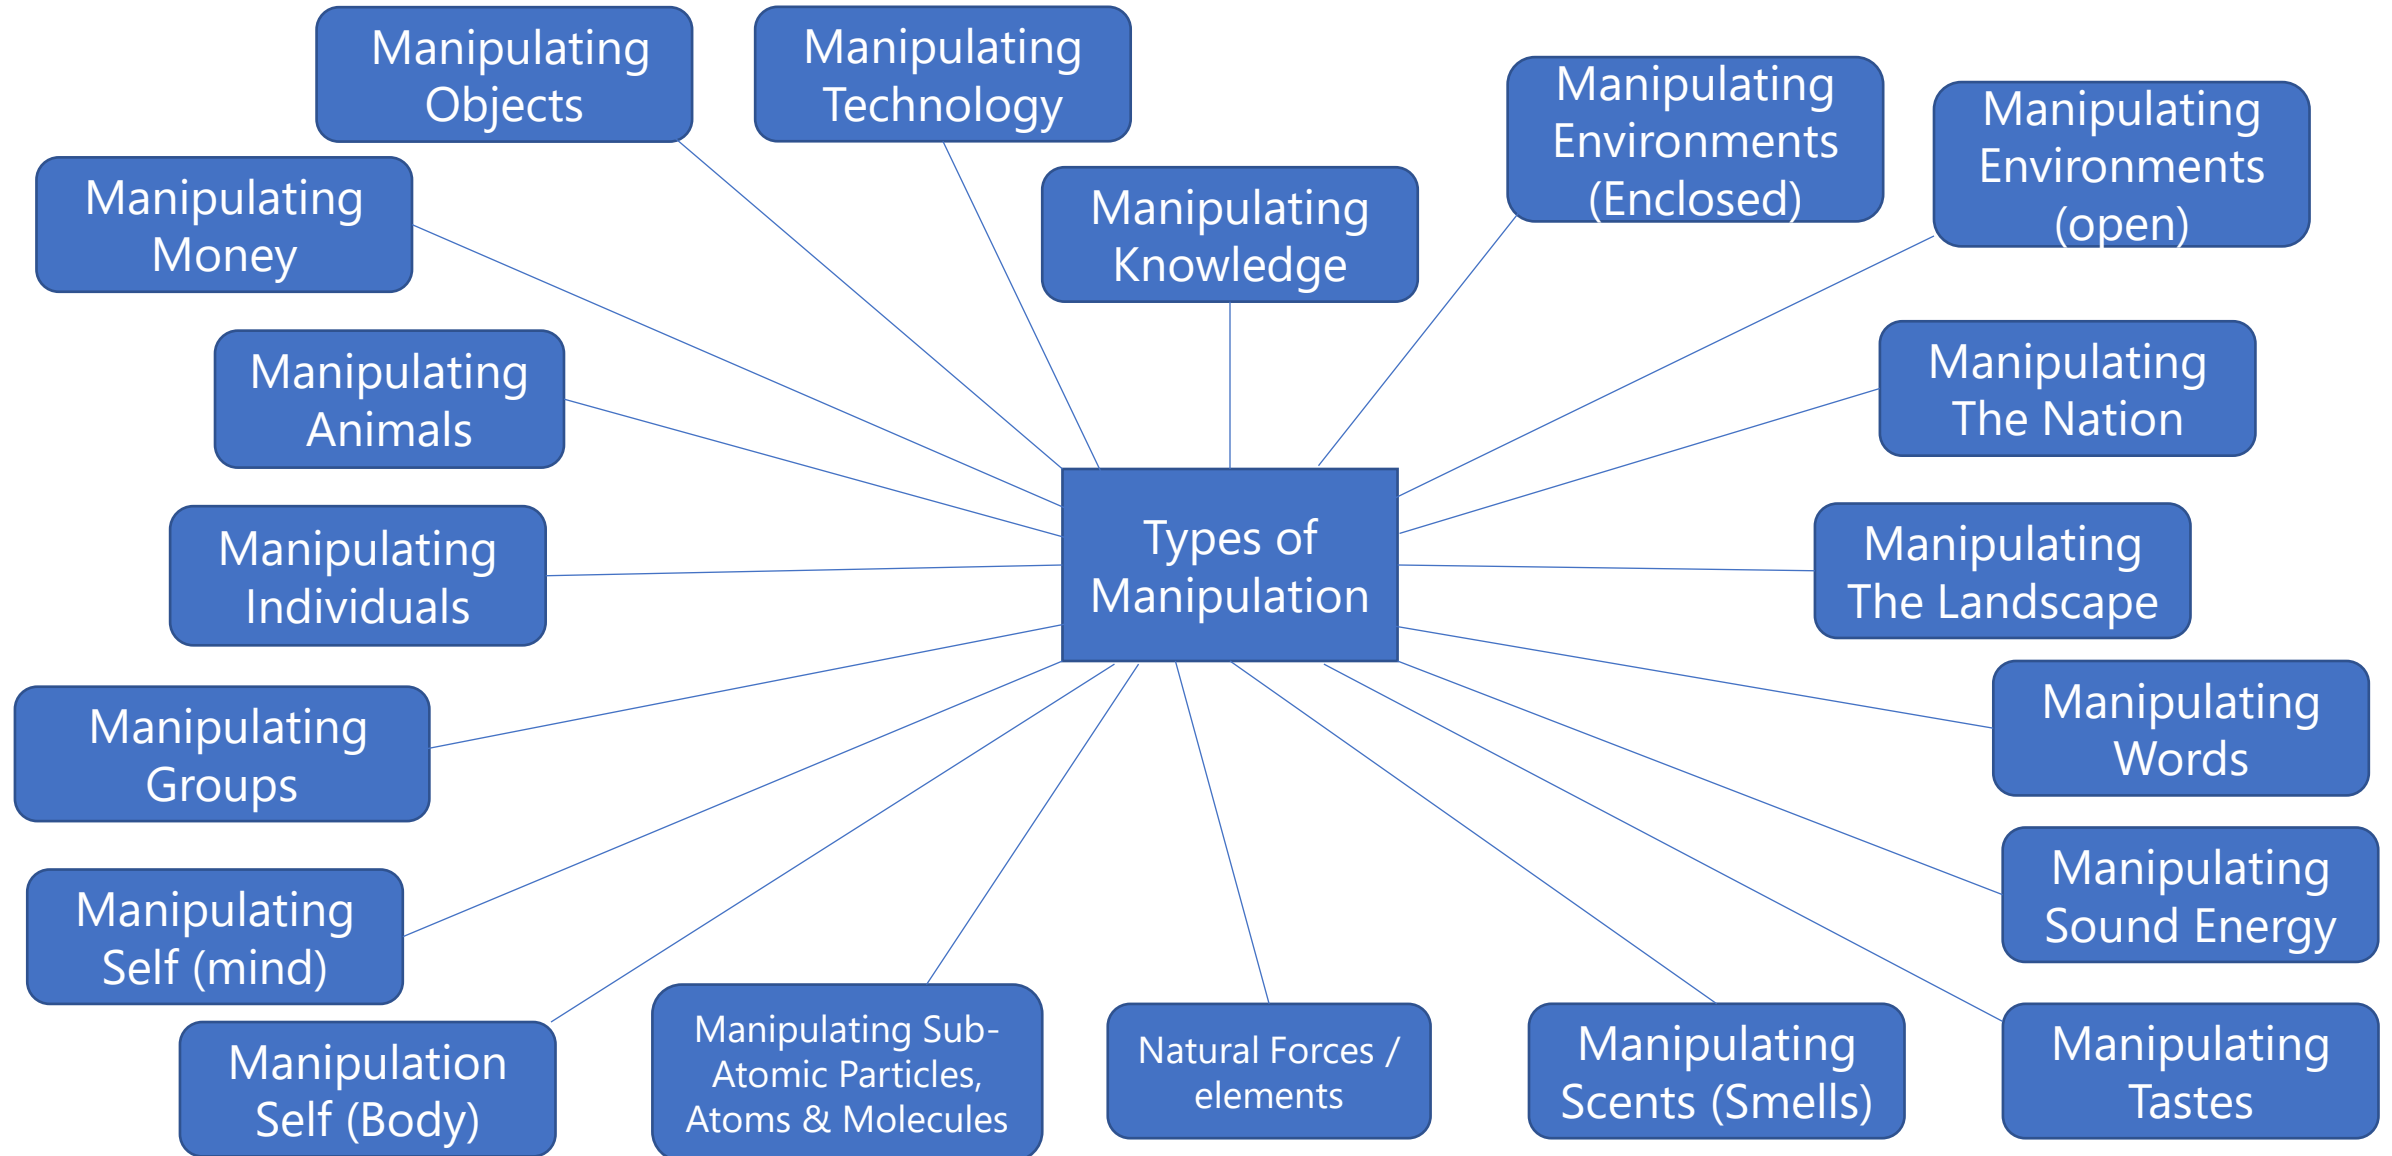 Manipulating
Objects
Manipulating
Technology
Manipulating
Environments
(Enclosed)
Manipulating
Environments
(open)
Manipulating
Money
Manipulating
Knowledge
Manipulating
Animals
Manipulating
The Nation
Manipulating
Individuals
Types of
Manipulation
Manipulating
The Landscape
Manipulating
Groups
Manipulating
Words
Manipulating
Self (mind)
Manipulating
Sound Energy
Manipulation
Self (Body)
Manipulating Sub-
Atomic Particles,
Atoms & Molecules
Natural Forces /
elements
Manipulating
Scents (Smells)
Manipulating
Tastes